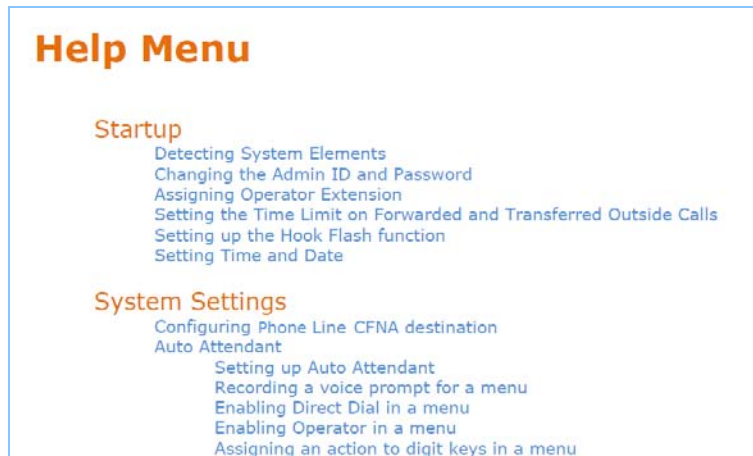 Help Menu
Startup
Detecting System Elements
Changing the Admin ID and Password
Assigning Operator Extension
Setting the Time Limit on Forwarded and Transferred Outside Calls
Setting up the Hook Flash function
Setting Time and Date
System Settings
Configuring Phone Line CFNA destination
Auto Attendant
Setting up Auto Attendant
Recording a voice prompt for a menu
Enabling Direct Dial in a menu
Enabling Operator in a menu
Assigning an action to digit keys in a menu